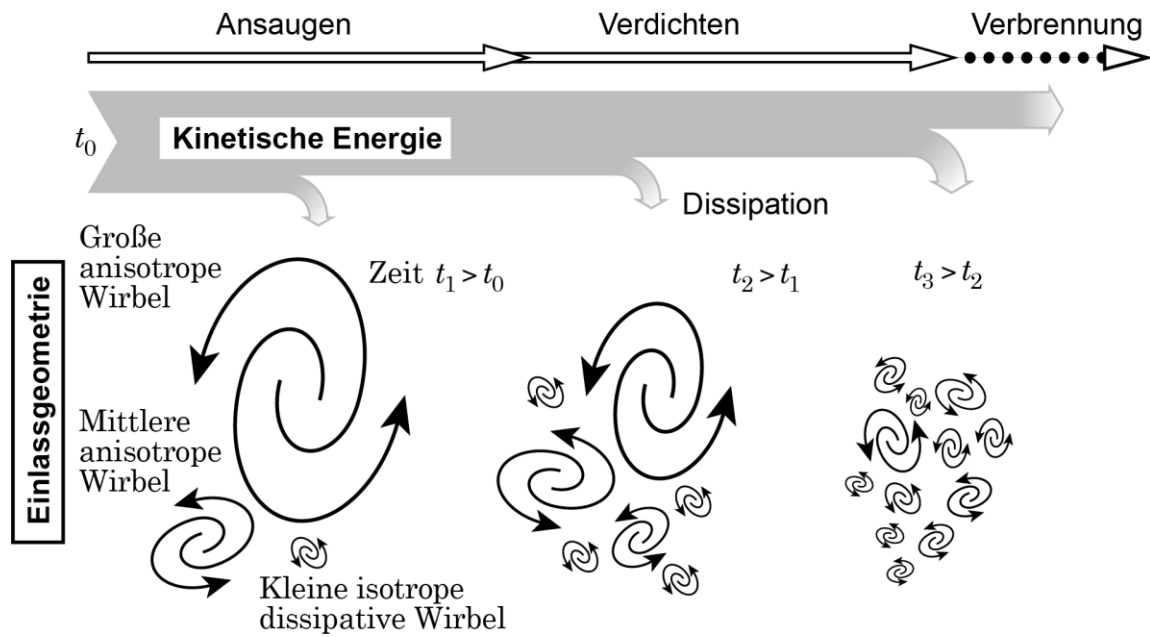 Ansaugen
Verdichten
Verbrennung
t0
Kinetische Energie
Dissipation
Einlassgeometrie
Große
anisotrope
Wirbel
Zeit t1 > t0
t2 > t1
t3 > t2
Mittlere
anisotrope
Wirbel
Kleine isotrope
dissipative Wirbel